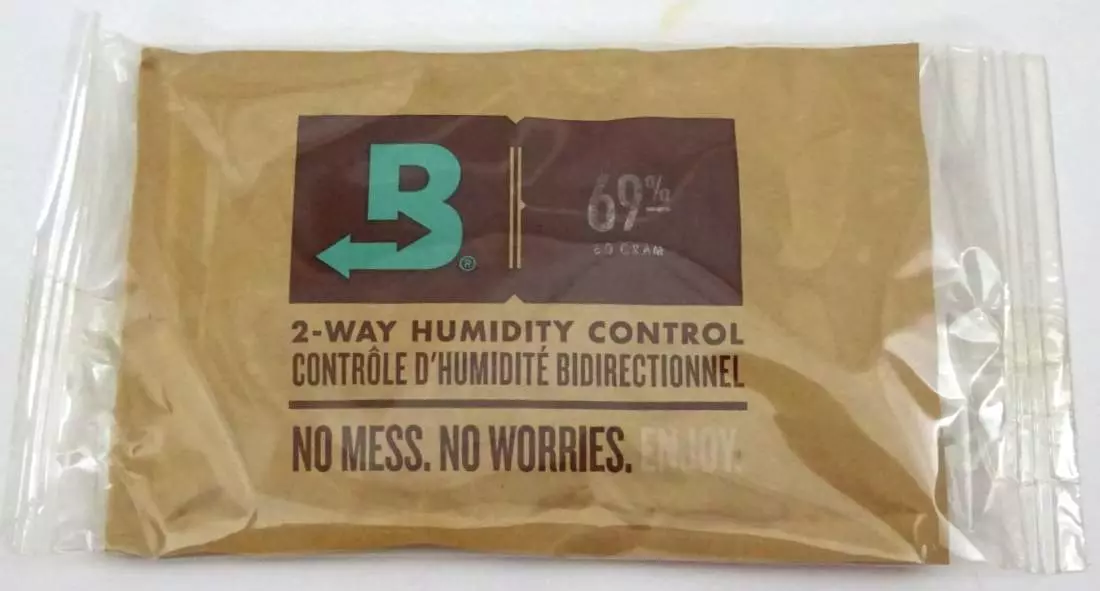 B®
69%
60 GRAM
2-WAY HUMIDITY CONTROL
CONTRÔLE D'HUMIDITÉ BIDIRECTIONNEL
NO MESS. NO WORRIES. ENJOY.